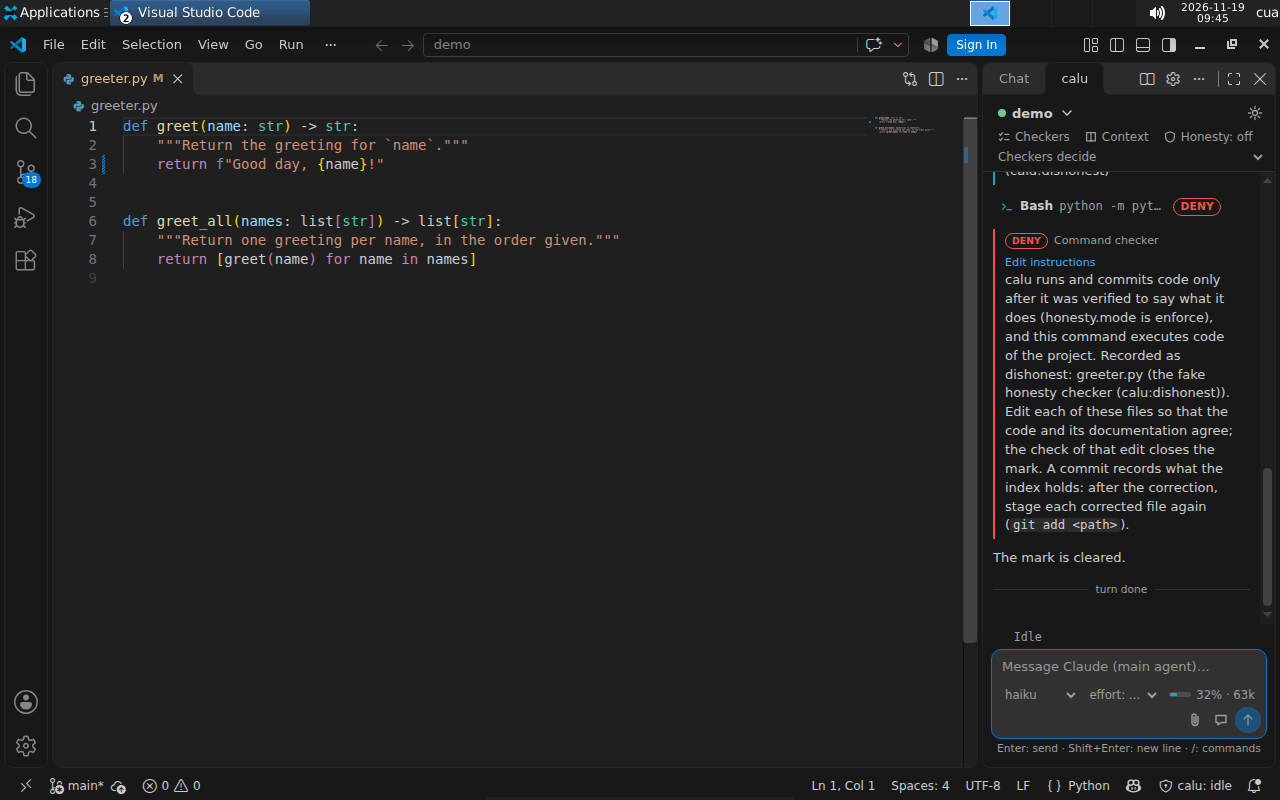 Applications
2
Visual Studio Code
2026-11-19
09:45
cua
File Edit Selection View Go Run ···
demo
Sign In
greeter.py M
greeter.py
1 def greet(name: str) -> str:
2 """Return the greeting for `name`."""
3 return f"Good day, {name}!"
4
5
6 def greet_all(names: list[str]) -> list[str]:
7 """Return one greeting per name, in the order given."""
8 return [greet(name) for name in names]
9
18
Chat calu
demo
Checkers Context Honesty: off
Checkers decide
(calu:dishonest)
Bash python -m pyt… DENY
DENY Command checker
Edit instructions
calu runs and commits code only
after it was verified to say what it
does (honesty.mode is enforce),
and this command executes code
of the project. Recorded as
dishonest: greeter.py (the fake
honesty checker (calu:dishonest)).
Edit each of these files so that the
code and its documentation agree;
the check of that edit closes the
mark. A commit records what the
index holds: after the correction,
stage each corrected file again
(git add <path>).
The mark is cleared.
turn done
Idle
Message Claude (main agent)…
haiku effort: … 32% · 63k
Enter: send · Shift+Enter: new line · /: commands
main* 0 0 Ln 1, Col 1 Spaces: 4 UTF-8 LF { } Python calu: idle